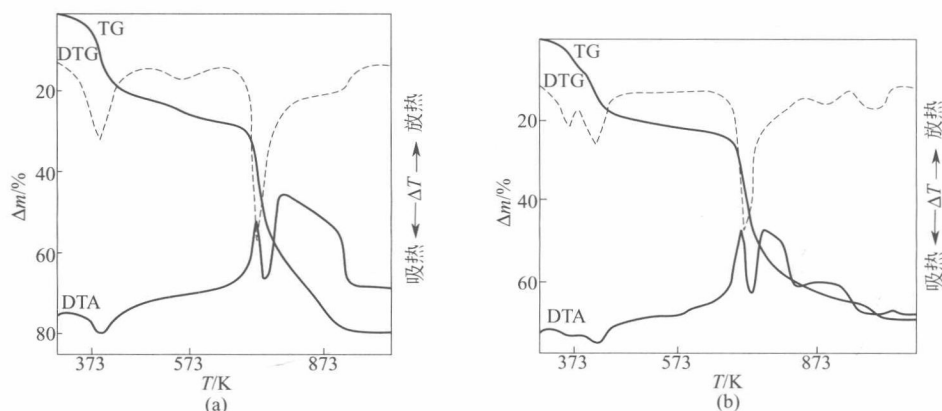 TG
DTG
20
40
60
80
Δm/%
DTA
373
573
873
T/K
(a)
吸热 ←ΔT→ 放热
TG
DTG
20
40
60
Δm/%
DTA
373
573
873
T/K
(b)
吸热 ←ΔT→ 放热